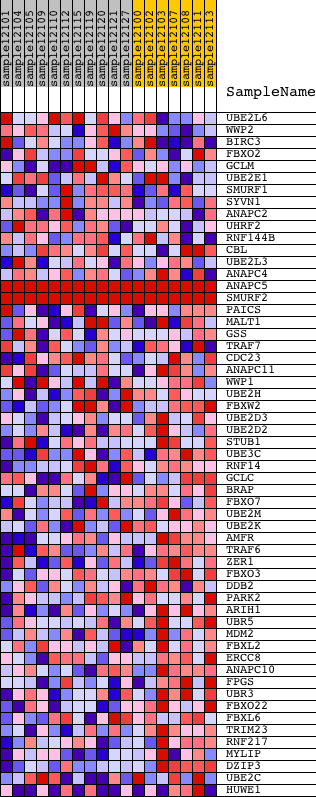 sample12101
sample12104
sample12105
sample12109
sample12110
sample12112
sample12115
sample12119
sample12120
sample12121
sample12127
sample12100
sample12102
sample12103
sample12107
sample12108
sample12111
sample12113
SampleName
UBE2L6
WWP2
BIRC3
FBXO2
GCLM
UBE2E1
SMURF1
SYVN1
ANAPC2
UHRF2
RNF144B
CBL
UBE2L3
ANAPC4
ANAPC5
SMURF2
PAICS
MALT1
GSS
TRAF7
CDC23
ANAPC11
WWP1
UBE2H
FBXW2
UBE2D3
UBE2D2
STUB1
UBE3C
RNF14
GCLC
BRAP
FBXO7
UBE2M
UBE2K
AMFR
TRAF6
ZER1
FBXO3
DDB2
PARK2
ARIH1
UBR5
MDM2
FBXL2
ERCC8
ANAPC10
FPGS
UBR3
FBXO22
FBXL6
TRIM23
RNF217
MYLIP
DZIP3
UBE2C
HUWE1